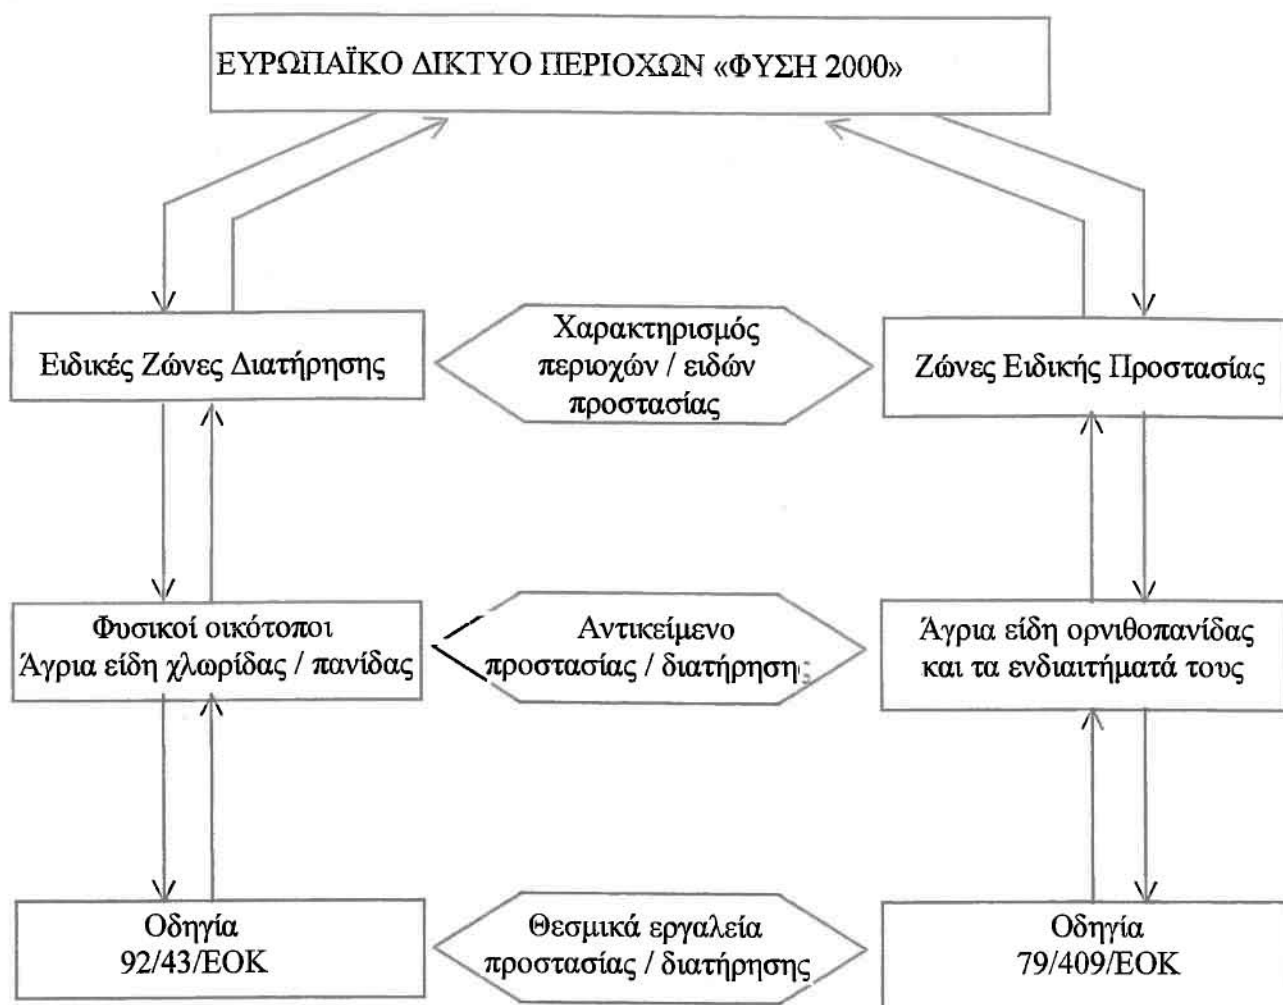 ΕΥΡΩΠΑΪΚΟ ΔΙΚΤΥΟ ΠΕΡΙΟΧΩΝ «ΦΥΣΗ 2000»
Ειδικές Ζώνες Διατήρησης
Χαρακτηρισμός
περιοχών / ειδών
προστασίας
Ζώνες Ειδικής Προστασίας
Φυσικοί οικότοποι
Άγρια είδη χλωρίδας / πανίδας
Αντικείμενο
προστασίας / διατήρησης
Άγρια είδη ορνιθοπανίδας
και τα ενδιαιτήματά τους
Οδηγία
92/43/ΕΟΚ
Θεσμικά εργαλεία
προστασίας / διατήρησης
Οδηγία
79/409/ΕΟΚ